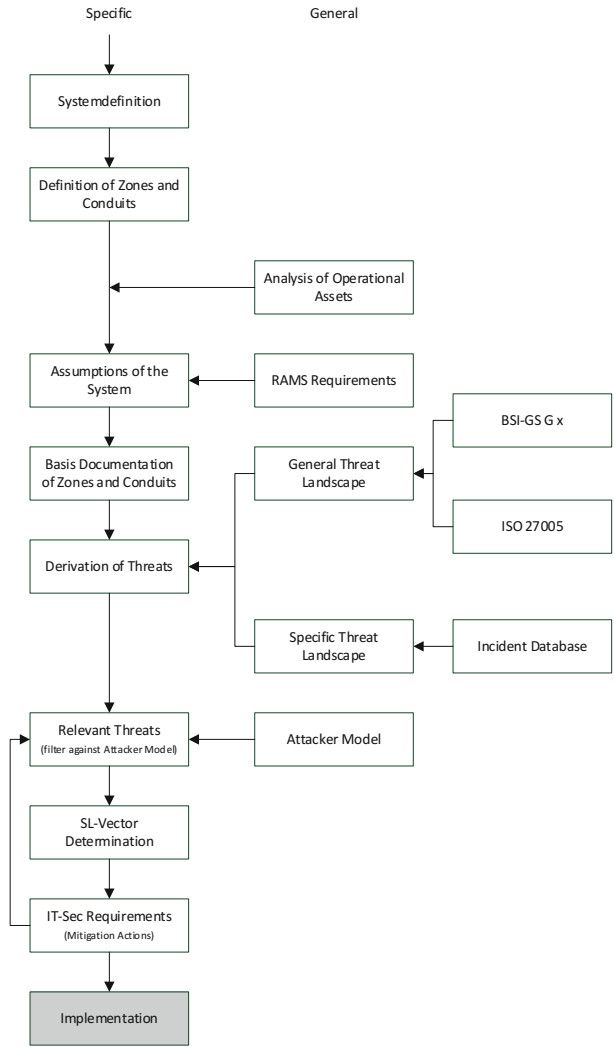 Specific
General
Systemdefinition
Definition of Zones and
Conduits
Analysis of Operational
Assets
Assumptions of the
System
RAMS Requirements
BSI-GS G x
Basis Documentation
of Zones and Conduits
General Threat
Landscape
ISO 27005
Derivation of Threats
Specific Threat
Landscape
Incident Database
Relevant Threats
(filter against Attacker Model)
Attacker Model
SL-Vector
Determination
IT-Sec Requirements
(Mitigation Actions)
Implementation